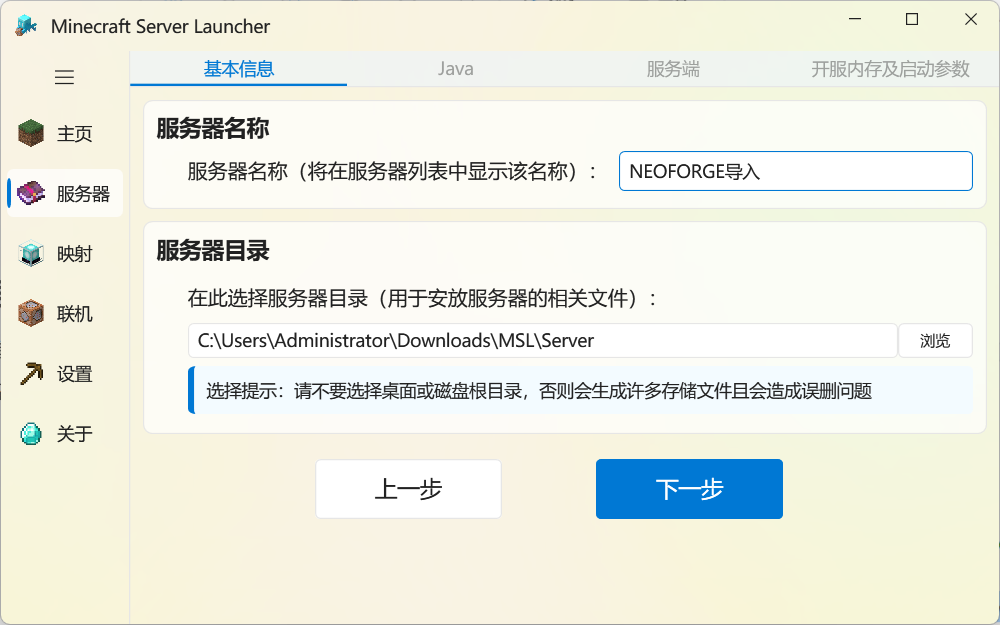 Minecraft Server Launcher
基本信息
Java
服务端
开服内存及启动参数
主页
服务器
映射
联机
设置
关于
服务器名称
服务器名称（将在服务器列表中显示该名称）：
NEOFORGE导入
服务器目录
在此选择服务器目录（用于安放服务器的相关文件）：
C:\Users\Administrator\Downloads\MSL\Server
浏览
选择提示：请不要选择桌面或磁盘根目录，否则会生成许多存储文件且会造成误删问题
上一步
下一步